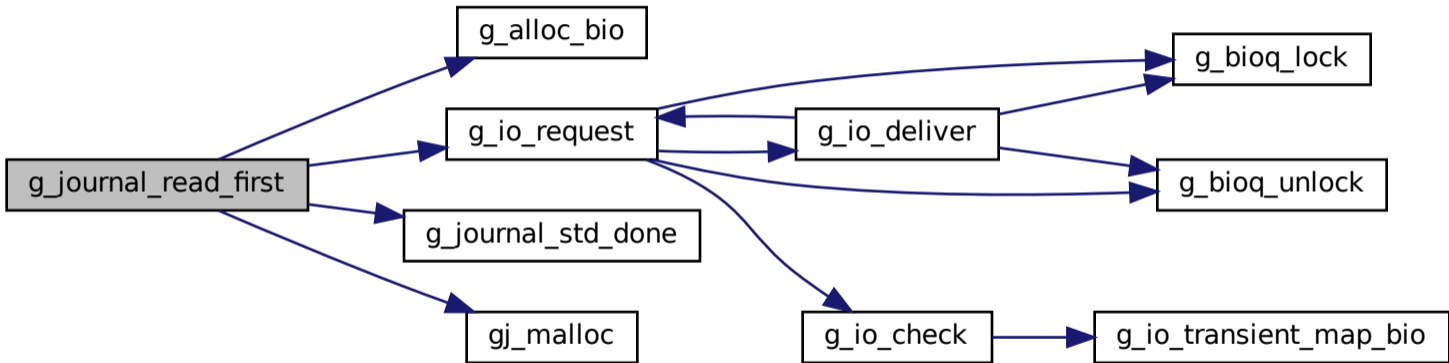 g_alloc_bio
g_bioq_lock
g_io_request
g_io_deliver
g_journal_read_first
g_bioq_unlock
g_journal_std_done
gj_malloc
g_io_check
g_io_transient_map_bio